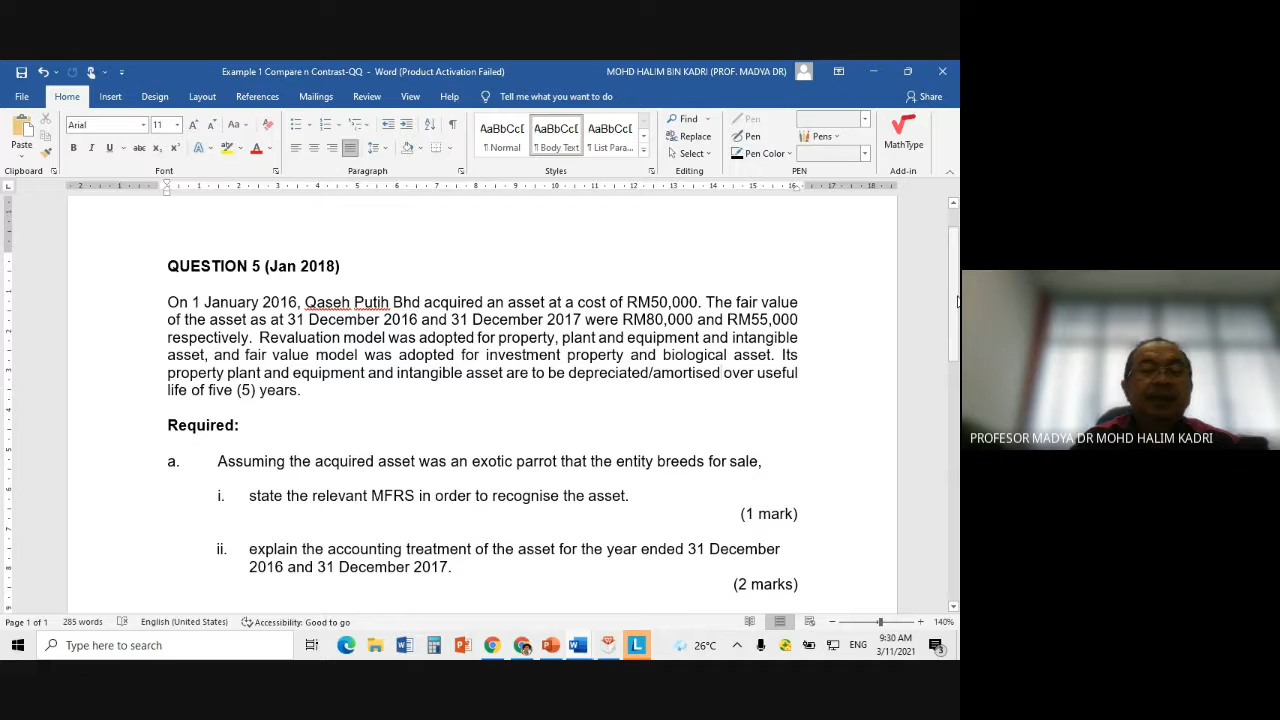 Example 1 Compare n Contrast-QQ - Word (Product Activation Failed)
MOHD HALIM BIN KADRI (PROF. MADYA DR)
File Home Insert Design Layout References Mailings Review View Help Tell me what you want to do Share
Paste
Arial 11
Clipboard
Font
Paragraph
AaBbCcI AaBbCcI AaBbCcI
¶ Normal ¶ Body Text ¶ List Para...
Styles
Find
Replace
Select
Editing
Pen
Pen
Pen Color
Pens
PEN
MathType
Add-in
QUESTION 5 (Jan 2018)
On 1 January 2016, Qaseh Putih Bhd acquired an asset at a cost of RM50,000. The fair value
of the asset as at 31 December 2016 and 31 December 2017 were RM80,000 and RM55,000
respectively. Revaluation model was adopted for property, plant and equipment and intangible
asset, and fair value model was adopted for investment property and biological asset. Its
property plant and equipment and intangible asset are to be depreciated/amortised over useful
life of five (5) years.
Required:
a. Assuming the acquired asset was an exotic parrot that the entity breeds for sale,
i. state the relevant MFRS in order to recognise the asset.
(1 mark)
ii. explain the accounting treatment of the asset for the year ended 31 December
2016 and 31 December 2017.
(2 marks)
PROFESOR MADYA DR MOHD HALIM KADRI
Page 1 of 1 285 words English (United States) Accessibility: Good to go 140%
Type here to search
26°C ENG
9:30 AM
3/11/2021